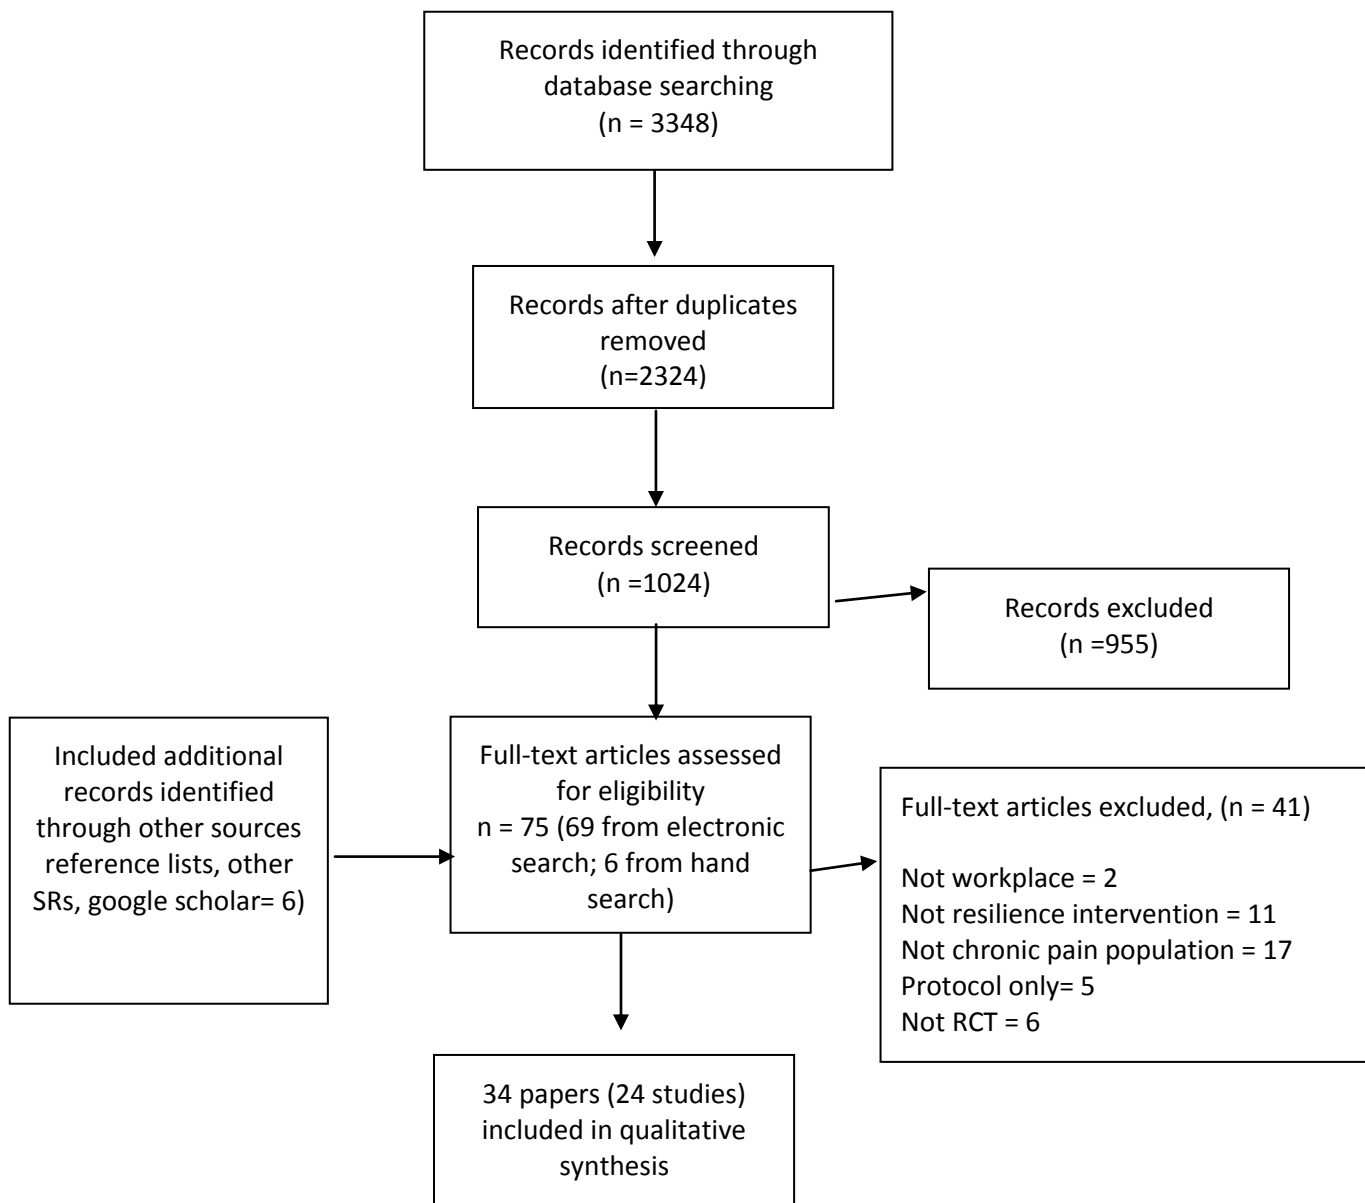 Records identified through
database searching
(n = 3348)
Records after duplicates
removed
(n=2324)
Records screened
(n =1024)
Records excluded
(n =955)
Included additional
records identified
through other sources
reference lists, other
SRs, google scholar= 6)
Full-text articles assessed
for eligibility
n = 75 (69 from electronic
search; 6 from hand
search)
Full-text articles excluded, (n = 41)
Not workplace = 2
Not resilience intervention = 11
Not chronic pain population = 17
Protocol only= 5
Not RCT = 6
34 papers (24 studies)
included in qualitative
synthesis